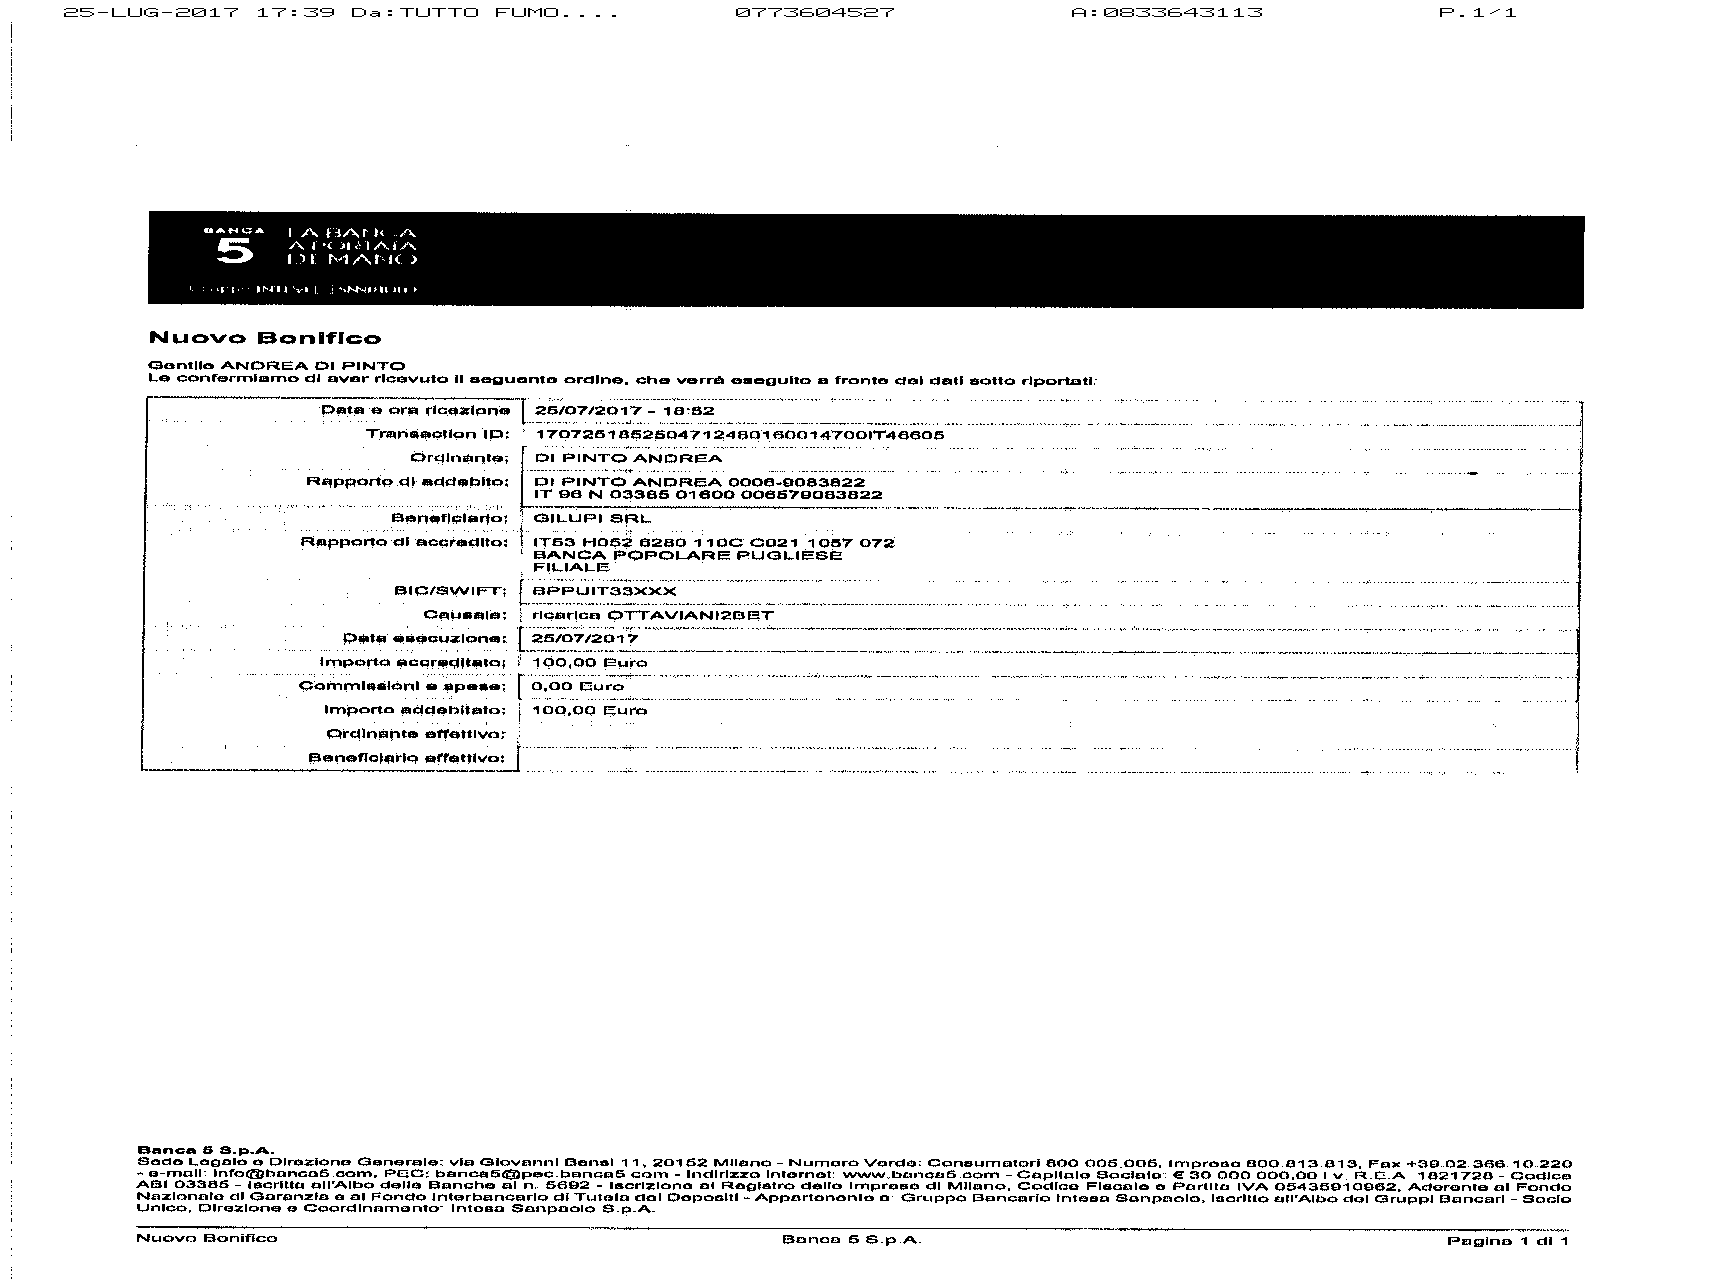 25-LUG-2017 17:39 Da:TUTTO FUMO.... 0773604527 A:0833643113 P.1/1
BANCA 5 LA BANCA
A PORTATA
DI MANO
Gruppo INTESA SANPAOLO
Nuovo Bonifico
Gentile ANDREA DI PINTO
Le confermiamo di aver ricevuto il seguente ordine, che verrà eseguito a fronte dei dati sotto riportati:
Data e ora ricezione 25/07/2017 - 18:52
Transaction ID: 1707251852504712480160014700IT46605
Ordinante: DI PINTO ANDREA
Rapporto di addebito: DI PINTO ANDREA 0006-9083822
IT 96 N 03385 01600 006579083822
Beneficiario: GILUPI SRL
Rapporto di accredito: IT53 H052 6280 110C C021 1057 072
BANCA POPOLARE PUGLIESE
FILIALE
BIC/SWIFT: BPPUIT33XXX
Causale: ricarica OTTAVIANI2BET
Data esecuzione: 25/07/2017
Importo accreditato: 100,00 Euro
Commissioni e spese: 0,00 Euro
Importo addebitato: 100,00 Euro
Ordinante effettivo:
Beneficiario effettivo:
Banca 5 S.p.A.
Sede Legale e Direzione Generale: via Giovanni Bensi 11, 20152 Milano - Numero Verde: Consumatori 800 005.005, Imprese 800.813.813, Fax +39.02.366.10.220
- e-mail: info@banca5.com, PEC: banca5@pec.banca5.com - Indirizzo Internet: www.banca5.com - Capitale Sociale: € 30 000 000,00 i v. R.E.A. 1821728 - Codice
ABI 03385 - Iscritta all'Albo delle Banche al n. 5692 - Iscrizione al Registro delle Imprese di Milano, Codice Fiscale e Partita IVA 05435910962, Aderente al Fondo
Nazionale di Garanzia e al Fondo Interbancario di Tutela dei Depositi - Appartenente a: Gruppo Bancario Intesa Sanpaolo, iscritto all'Albo dei Gruppi Bancari - Socio
Unico, Direzione e Coordinamento: Intesa Sanpaolo S.p.A.
Nuovo Bonifico Banca 5 S.p.A. Pagina 1 di 1